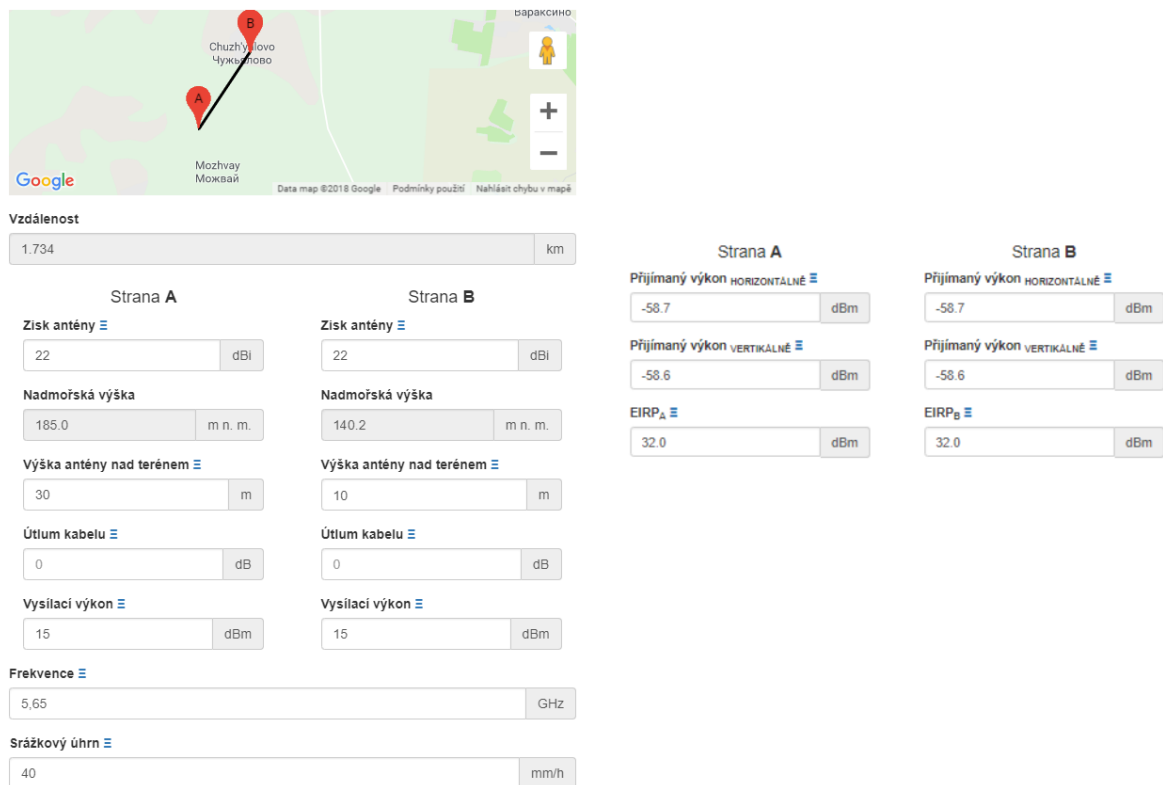 Вараксино
B
Chuzh'yalovo
Чужьялово
A
+
−
Mozhvay
Можвай
Google
Data map ©2018 Google Podmínky použití Nahlásit chybu v mapě
Vzdálenost
1.734 km
Strana A Strana B
Zisk antény Ξ Zisk antény Ξ
22 dBi 22 dBi
Nadmořská výška Nadmořská výška
185.0 m n. m. 140.2 m n. m.
Výška antény nad terénem Ξ Výška antény nad terénem Ξ
30 m 10 m
Útlum kabelu Ξ Útlum kabelu Ξ
0 dB 0 dB
Vysílací výkon Ξ Vysílací výkon Ξ
15 dBm 15 dBm
Frekvence Ξ
5,65 GHz
Srážkový úhrn Ξ
40 mm/h
Strana A Strana B
Přijímaný výkon HORIZONTÁLNĚ Ξ Přijímaný výkon HORIZONTÁLNĚ Ξ
-58.7 dBm -58.7 dBm
Přijímaný výkon VERTIKÁLNĚ Ξ Přijímaný výkon VERTIKÁLNĚ Ξ
-58.6 dBm -58.6 dBm
EIRPA Ξ EIRPB Ξ
32.0 dBm 32.0 dBm